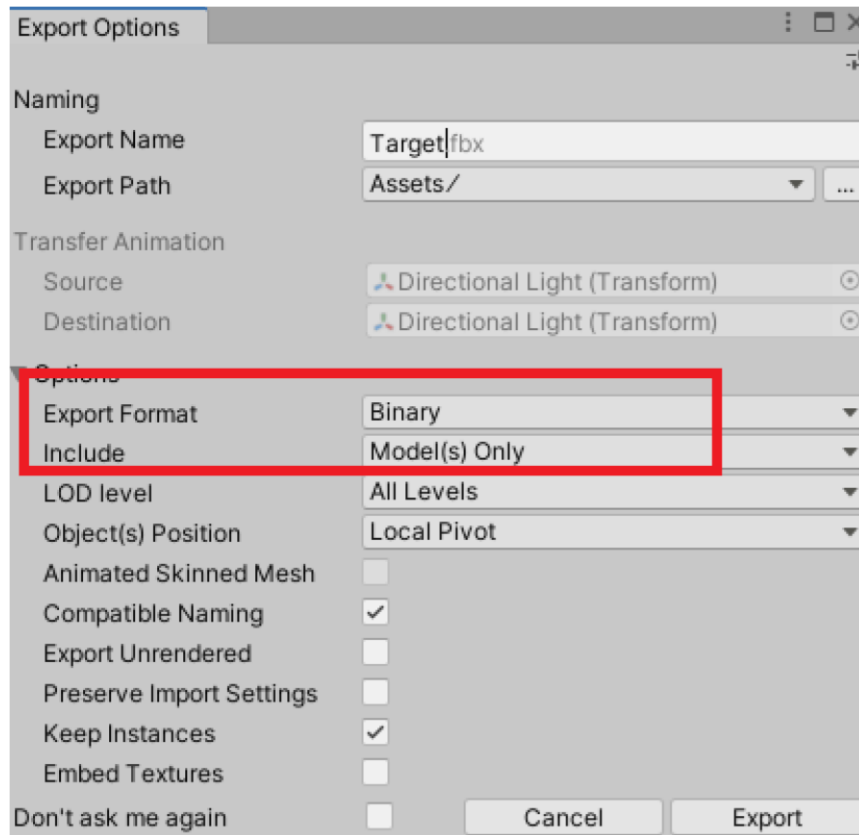 Export Options
Naming
Export Name Target.fbx
Export Path Assets/ ...
Transfer Animation
Source Directional Light (Transform)
Destination Directional Light (Transform)
Options
Export Format Binary
Include Model(s) Only
LOD level All Levels
Object(s) Position Local Pivot
Animated Skinned Mesh
Compatible Naming
Export Unrendered
Preserve Import Settings
Keep Instances
Embed Textures
Don't ask me again Cancel Export